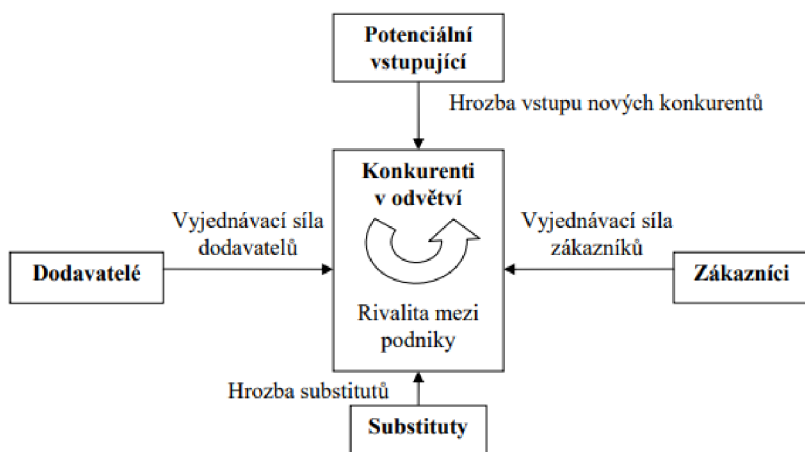 Potenciální
vstupující
Hrozba vstupu nových konkurentů
Konkurenti
v odvětví
Vyjednávací síla
dodavatelů
Vyjednávací síla
zákazníků
Dodavatelé
Zákazníci
Rivalita mezi
podniky
Hrozba substitutů
Substituty